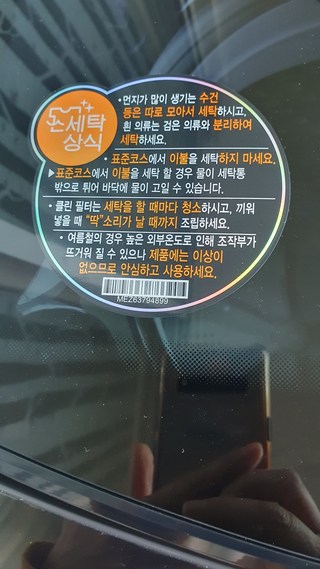 손세탁
상식
• 먼지가 많이 생기는 수건
등은 따로 모아서 세탁하시고,
흰 의류는 검은 의류와 분리하여
세탁하세요.
• 표준코스에서 이불을 세탁하지 마세요.
▶표준코스에서 이불을 세탁 할 경우 물이 세탁통
밖으로 튀어 바닥에 물이 고일 수 있습니다.
• 클린 필터는 세탁을 할 때마다 청소하시고, 끼워
넣을 때 “딱”소리가 날 때까지 조립하세요.
• 여름철의 경우 높은 외부온도로 인해 조작부가
뜨거워 질 수 있으나 제품에는 이상이
없으므로 안심하고 사용하세요.
MEZ63794899